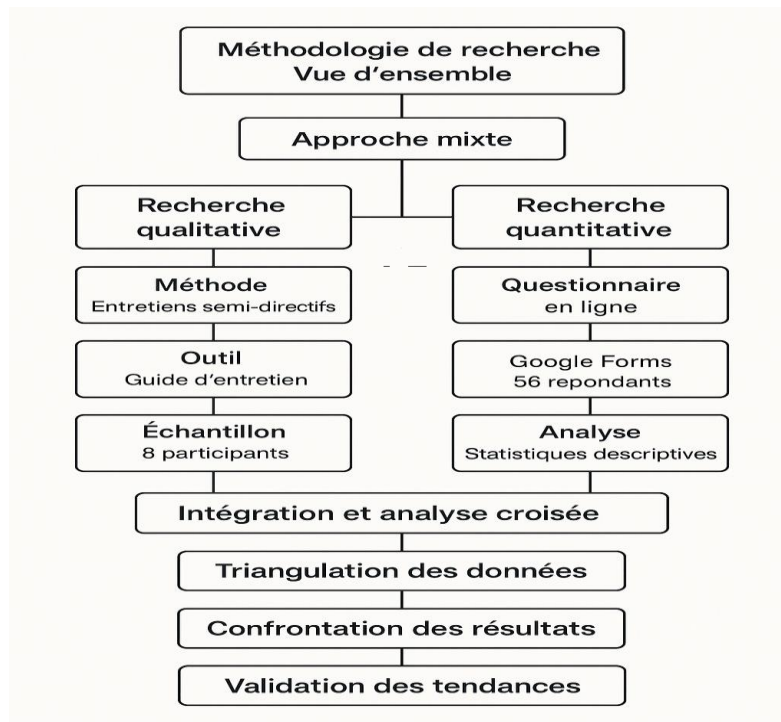 Méthodologie de recherche
Vue d'ensemble
Approche mixte
Recherche
qualitative
Méthode
Entretiens semi-directifs
Outil
Guide d'entretien
Échantillon
8 participants
Recherche
quantitative
Questionnaire
en ligne
Google Forms
56 repondants
Analyse
Statistiques descriptives
Intégration et analyse croisée
Triangulation des données
Confrontation des résultats
Validation des tendances